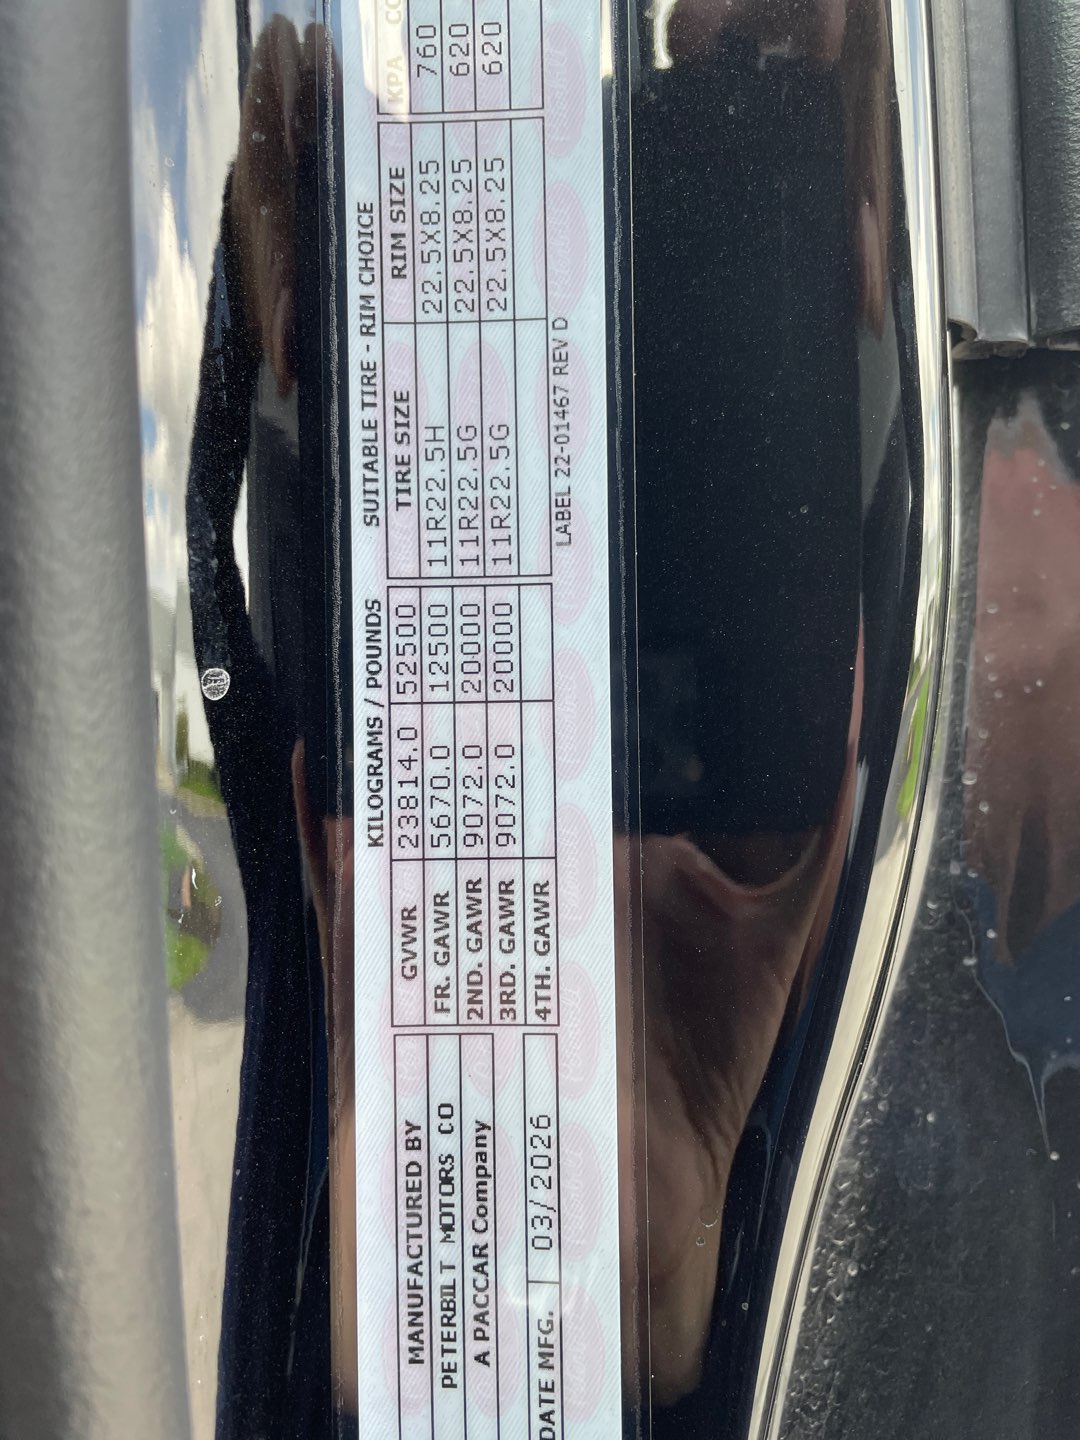 MANUFACTURED BY
PETERBILT MOTORS CO
A PACCAR Company
DATE MFG. 03/2026
KILOGRAMS / POUNDS
GVWR 23814.0 52500
FR. GAWR 5670.0 12500
2ND. GAWR 9072.0 20000
3RD. GAWR 9072.0 20000
4TH. GAWR
SUITABLE TIRE - RIM CHOICE
TIRE SIZE RIM SIZE KPA
11R22.5H 22.5X8.25 760
11R22.5G 22.5X8.25 620
11R22.5G 22.5X8.25 620
LABEL 22-01467 REV D